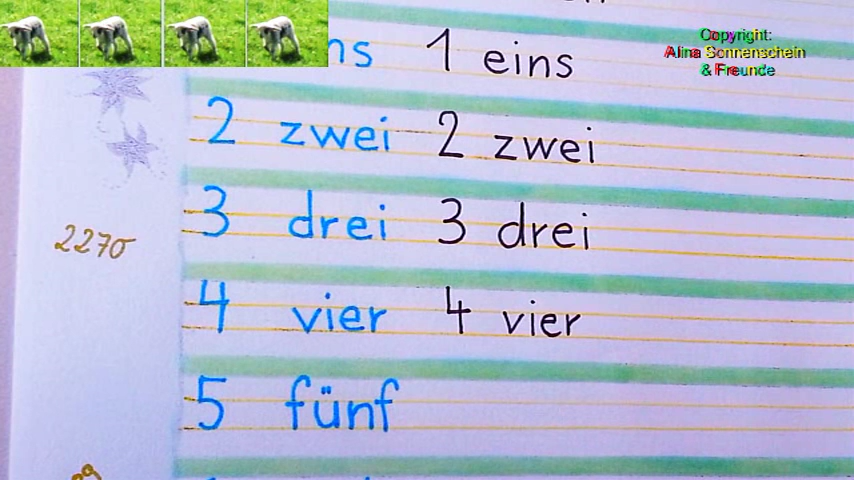 Copyright:
Alina Sonnenschein
& Freunde
ns 1 eins
2 zwei 2 zwei
3 drei 3 drei
2270
4 vier 4 vier
5 fünf